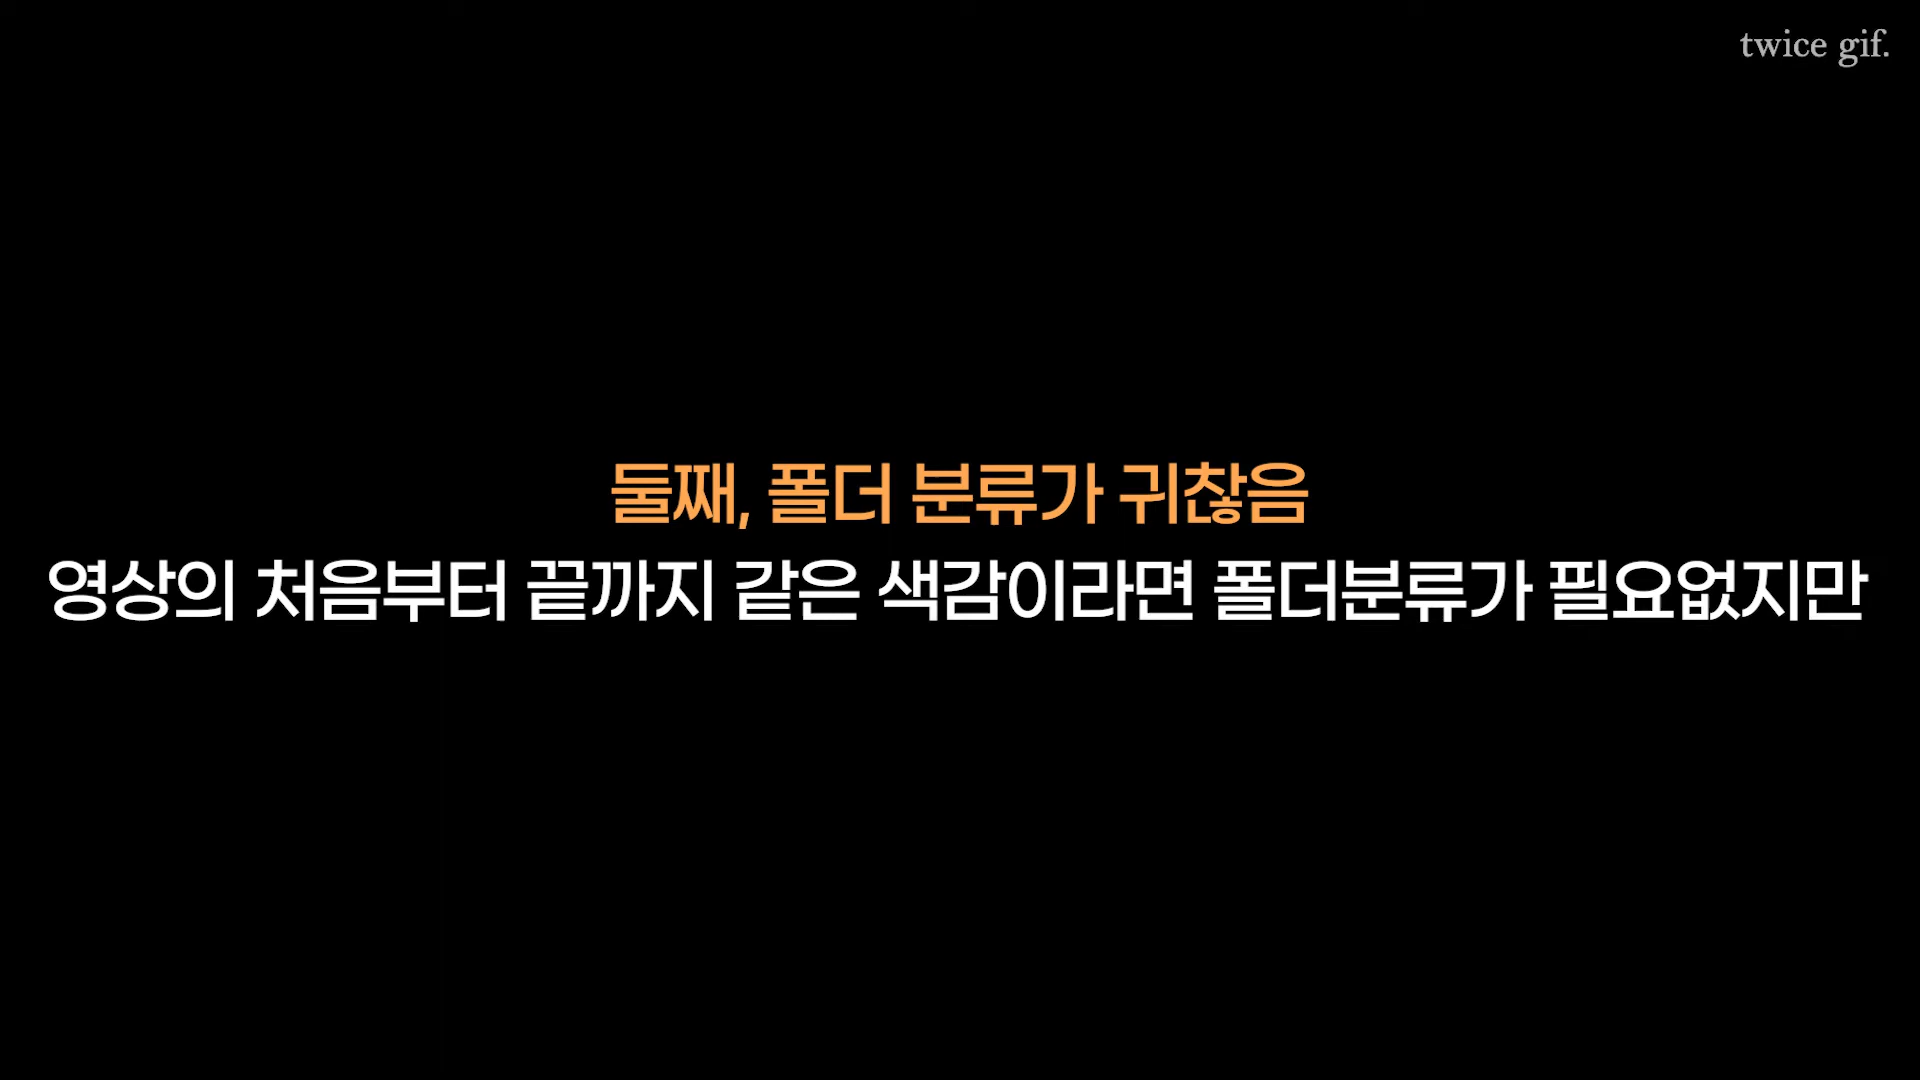 twice gif.
둘째, 폴더 분류가 귀찮음
영상의 처음부터 끝까지 같은 색감이라면 폴더분류가 필요없지만